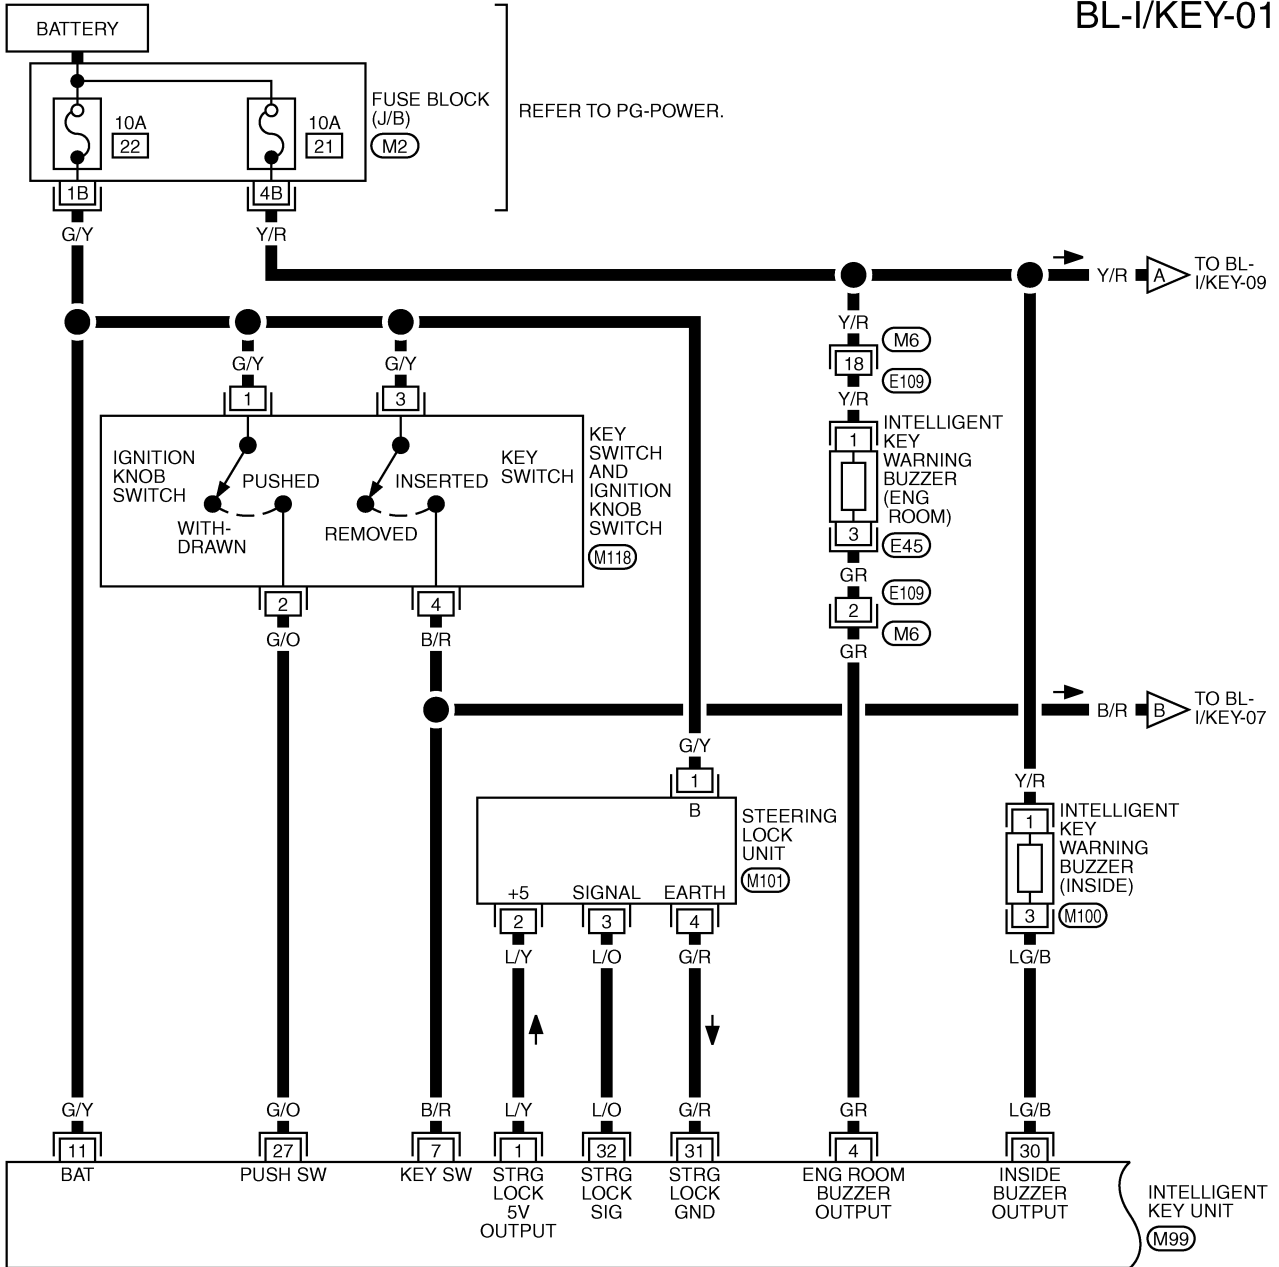 BL-I/KEY-01
BATTERY
FUSE BLOCK
(J/B)
M2
REFER TO PG-POWER.
10A
22
10A
21
1B
4B
G/Y
Y/R
Y/R
A
TO BL-
I/KEY-09
Y/R
M6
18
E109
Y/R
G/Y
G/Y
1
3
IGNITION
KNOB
SWITCH
PUSHED
WITH-
DRAWN
INSERTED
REMOVED
KEY
SWITCH
KEY
SWITCH
AND
IGNITION
KNOB
SWITCH
M118
1
INTELLIGENT
KEY
WARNING
BUZZER
(ENG
ROOM)
3
E45
GR
E109
2
M6
GR
2
4
G/O
B/R
B/R
B
TO BL-
I/KEY-07
G/Y
1
B
STEERING
LOCK
UNIT
M101
+5
SIGNAL
EARTH
2
3
4
L/Y
L/O
G/R
Y/R
1
INTELLIGENT
KEY
WARNING
BUZZER
(INSIDE)
3
M100
LG/B
G/Y
G/O
B/R
L/Y
L/O
G/R
GR
LG/B
11
27
7
1
32
31
4
30
BAT
PUSH SW
KEY SW
STRG
LOCK
5V
OUTPUT
STRG
LOCK
SIG
STRG
LOCK
GND
ENG ROOM
BUZZER
OUTPUT
INSIDE
BUZZER
OUTPUT
INTELLIGENT
KEY UNIT
M99